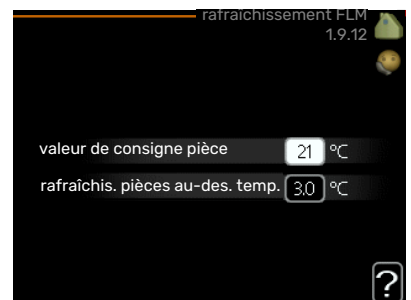 rafraîchissement FLM
1.9.12
valeur de consigne pièce 21 °C
rafraîchis. pièces au-des. temp. 3.0 °C
?